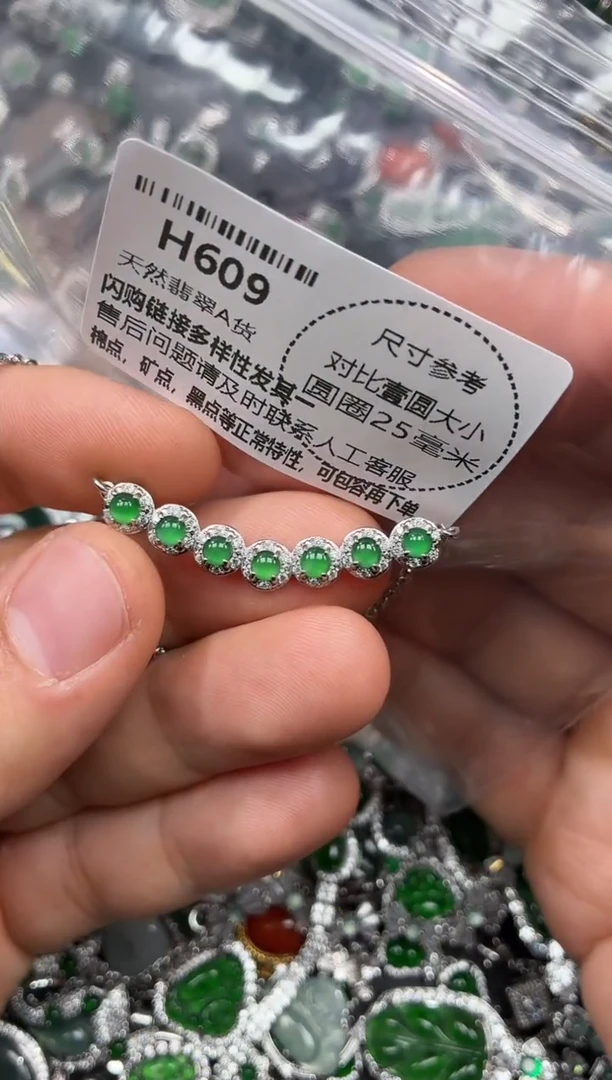 H609
天然翡翠A货
闪购链接多样性发其一
售后问题请及时联系人工客服
棉点，矿点，黑点等正常特性，可包容再下单
尺寸参考
对比壹圆大小
圆圈25毫米